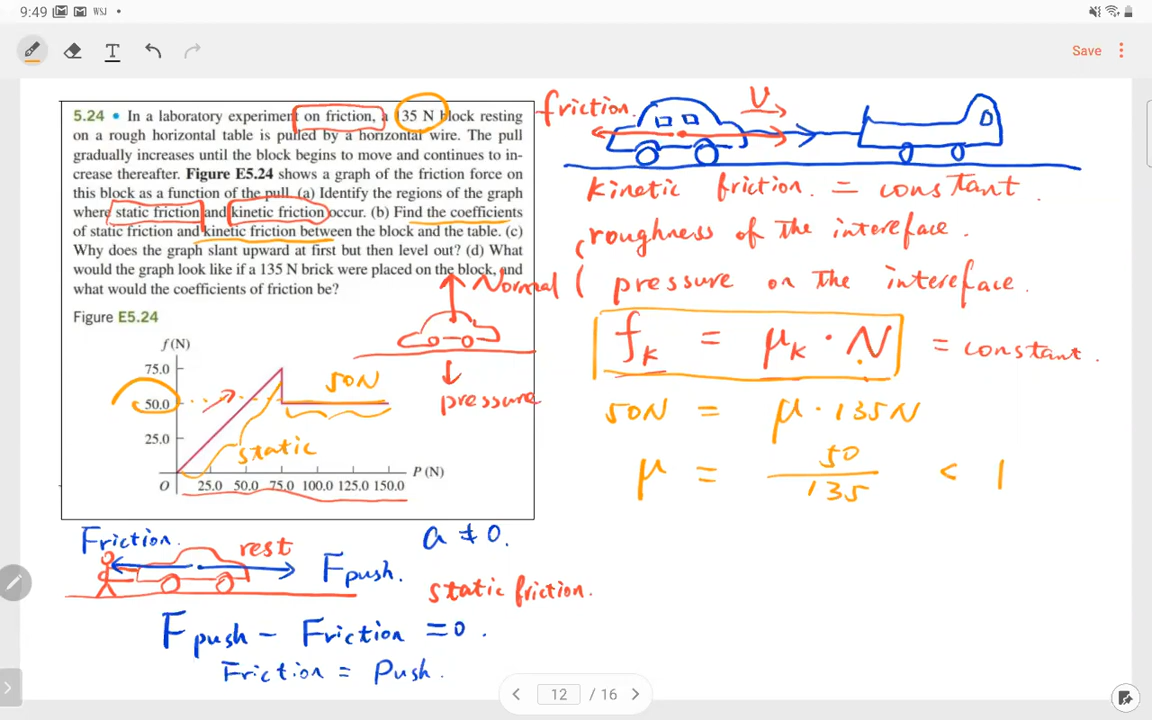 9:49 WSJ
Save
5.24 • In a laboratory experiment on friction, a 135 N block resting
on a rough horizontal table is pulled by a horizontal wire. The pull
gradually increases until the block begins to move and continues to in-
crease thereafter. Figure E5.24 shows a graph of the friction force on
this block as a function of the pull. (a) Identify the regions of the graph
where static friction and kinetic friction occur. (b) Find the coefficients
of static friction and kinetic friction between the block and the table. (c)
Why does the graph slant upward at first but then level out? (d) What
would the graph look like if a 135 N brick were placed on the block, and
what would the coefficients of friction be?
Figure E5.24
f(N)
75.0
50.0
25.0
O
25.0 50.0 75.0 100.0 125.0 150.0
P (N)
50N
static
Normal
pressure
friction.
V
kinetic friction. = constant
roughness of the intereface.
pressure on the intereface.
fk = μk · N = constant.
50N = μ · 135N
μ = 50/135 < 1
Friction.
rest
Fpush.
a ≠ 0.
static friction.
Fpush - Friction = 0.
Friction = Push.
12 / 16